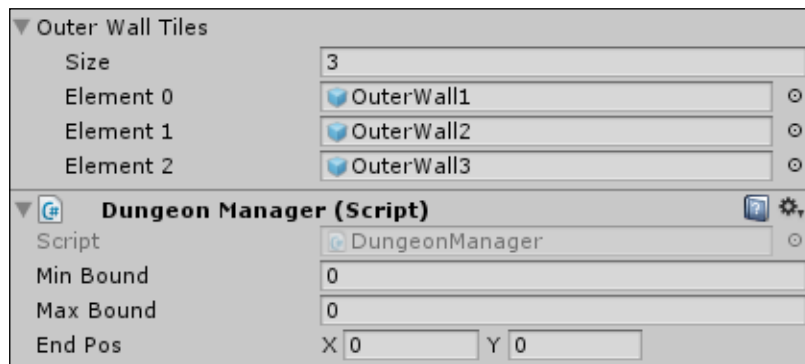 Outer Wall Tiles
Size 3
Element 0 OuterWall1
Element 1 OuterWall2
Element 2 OuterWall3
Dungeon Manager (Script)
Script DungeonManager
Min Bound 0
Max Bound 0
End Pos X 0 Y 0